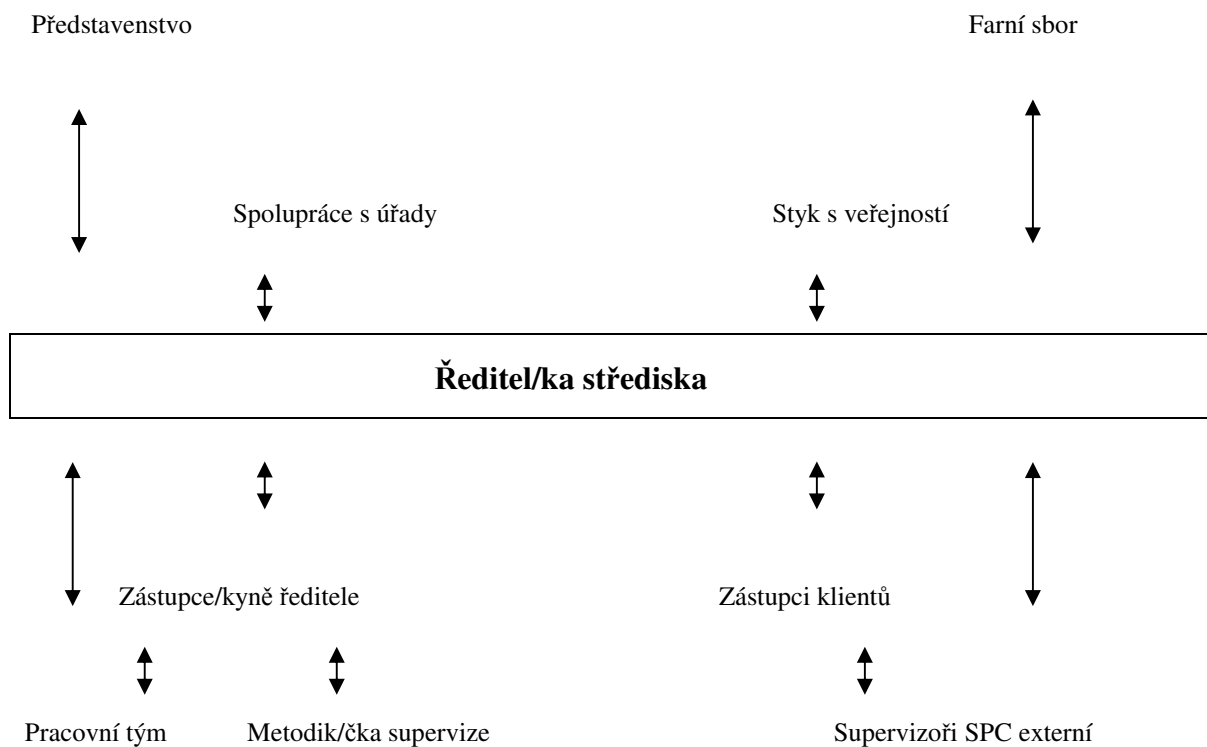 Představenstvo
Farní sbor
Spolupráce s úřady
Styk s veřejností
Ředitel/ka střediska
Zástupce/kyně ředitele
Zástupci klientů
Pracovní tým
Metodik/čka supervize
Supervizoři SPC externí